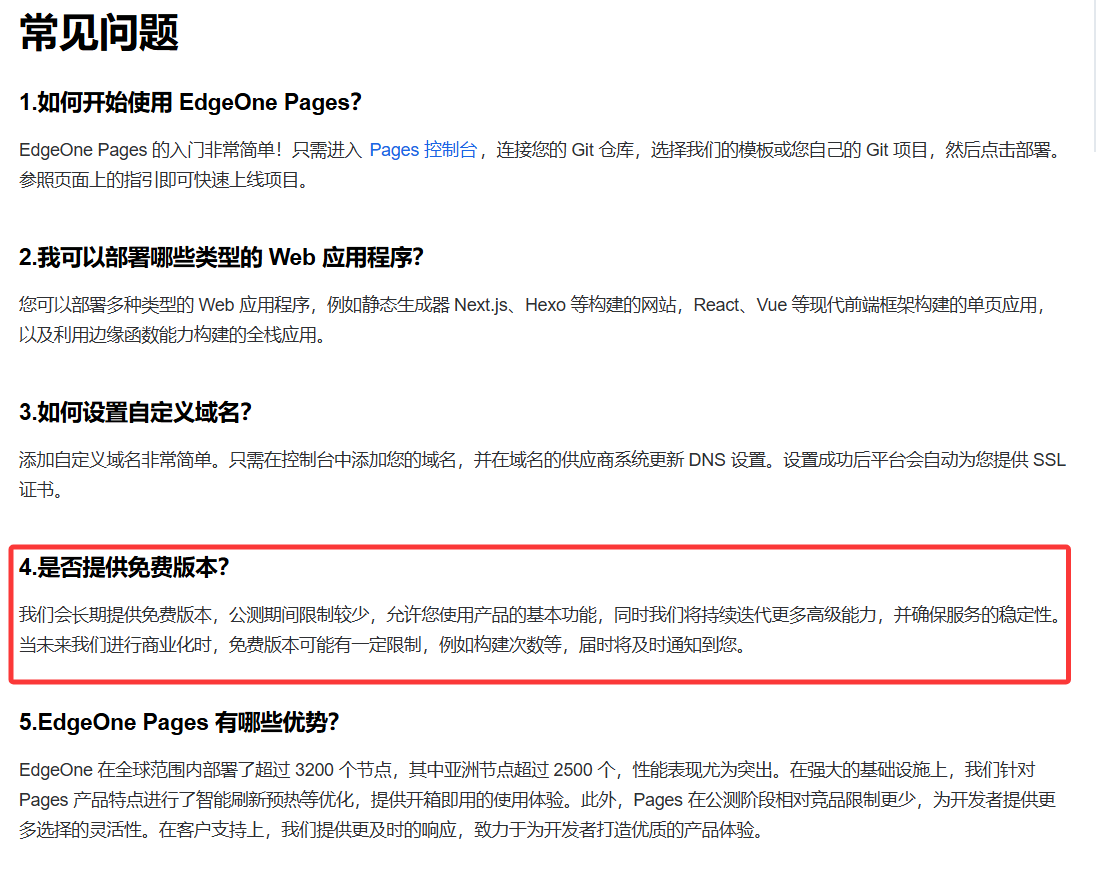 常见问题
1.如何开始使用 EdgeOne Pages？
EdgeOne Pages 的入门非常简单！只需进入 Pages 控制台，连接您的 Git 仓库，选择我们的模板或您自己的 Git 项目，然后点击部署。
参照页面上的指引即可快速上线项目。
2.我可以部署哪些类型的 Web 应用程序？
您可以部署多种类型的 Web 应用程序，例如静态生成器 Next.js、Hexo 等构建的网站，React、Vue 等现代前端框架构建的单页应用，
以及利用边缘函数能力构建的全栈应用。
3.如何设置自定义域名？
添加自定义域名非常简单。只需在控制台中添加您的域名，并在域名的供应商系统更新 DNS 设置。设置成功后平台会自动为您提供 SSL
证书。
4.是否提供免费版本？
我们会长期提供免费版本，公测期间限制较少，允许您使用产品的基本功能，同时我们将持续迭代更多高级能力，并确保服务的稳定性。
当未来我们进行商业化时，免费版本可能有一定限制，例如构建次数等，届时将及时通知到您。
5.EdgeOne Pages 有哪些优势？
EdgeOne 在全球范围内部署了超过 3200 个节点，其中亚洲节点超过 2500 个，性能表现尤为突出。在强大的基础设施上，我们针对
Pages 产品特点进行了智能刷新预热等优化，提供开箱即用的使用体验。此外，Pages 在公测阶段相对竞品限制更少，为开发者提供更
多选择的灵活性。在客户支持上，我们提供更及时的响应，致力于为开发者打造优质的产品体验。